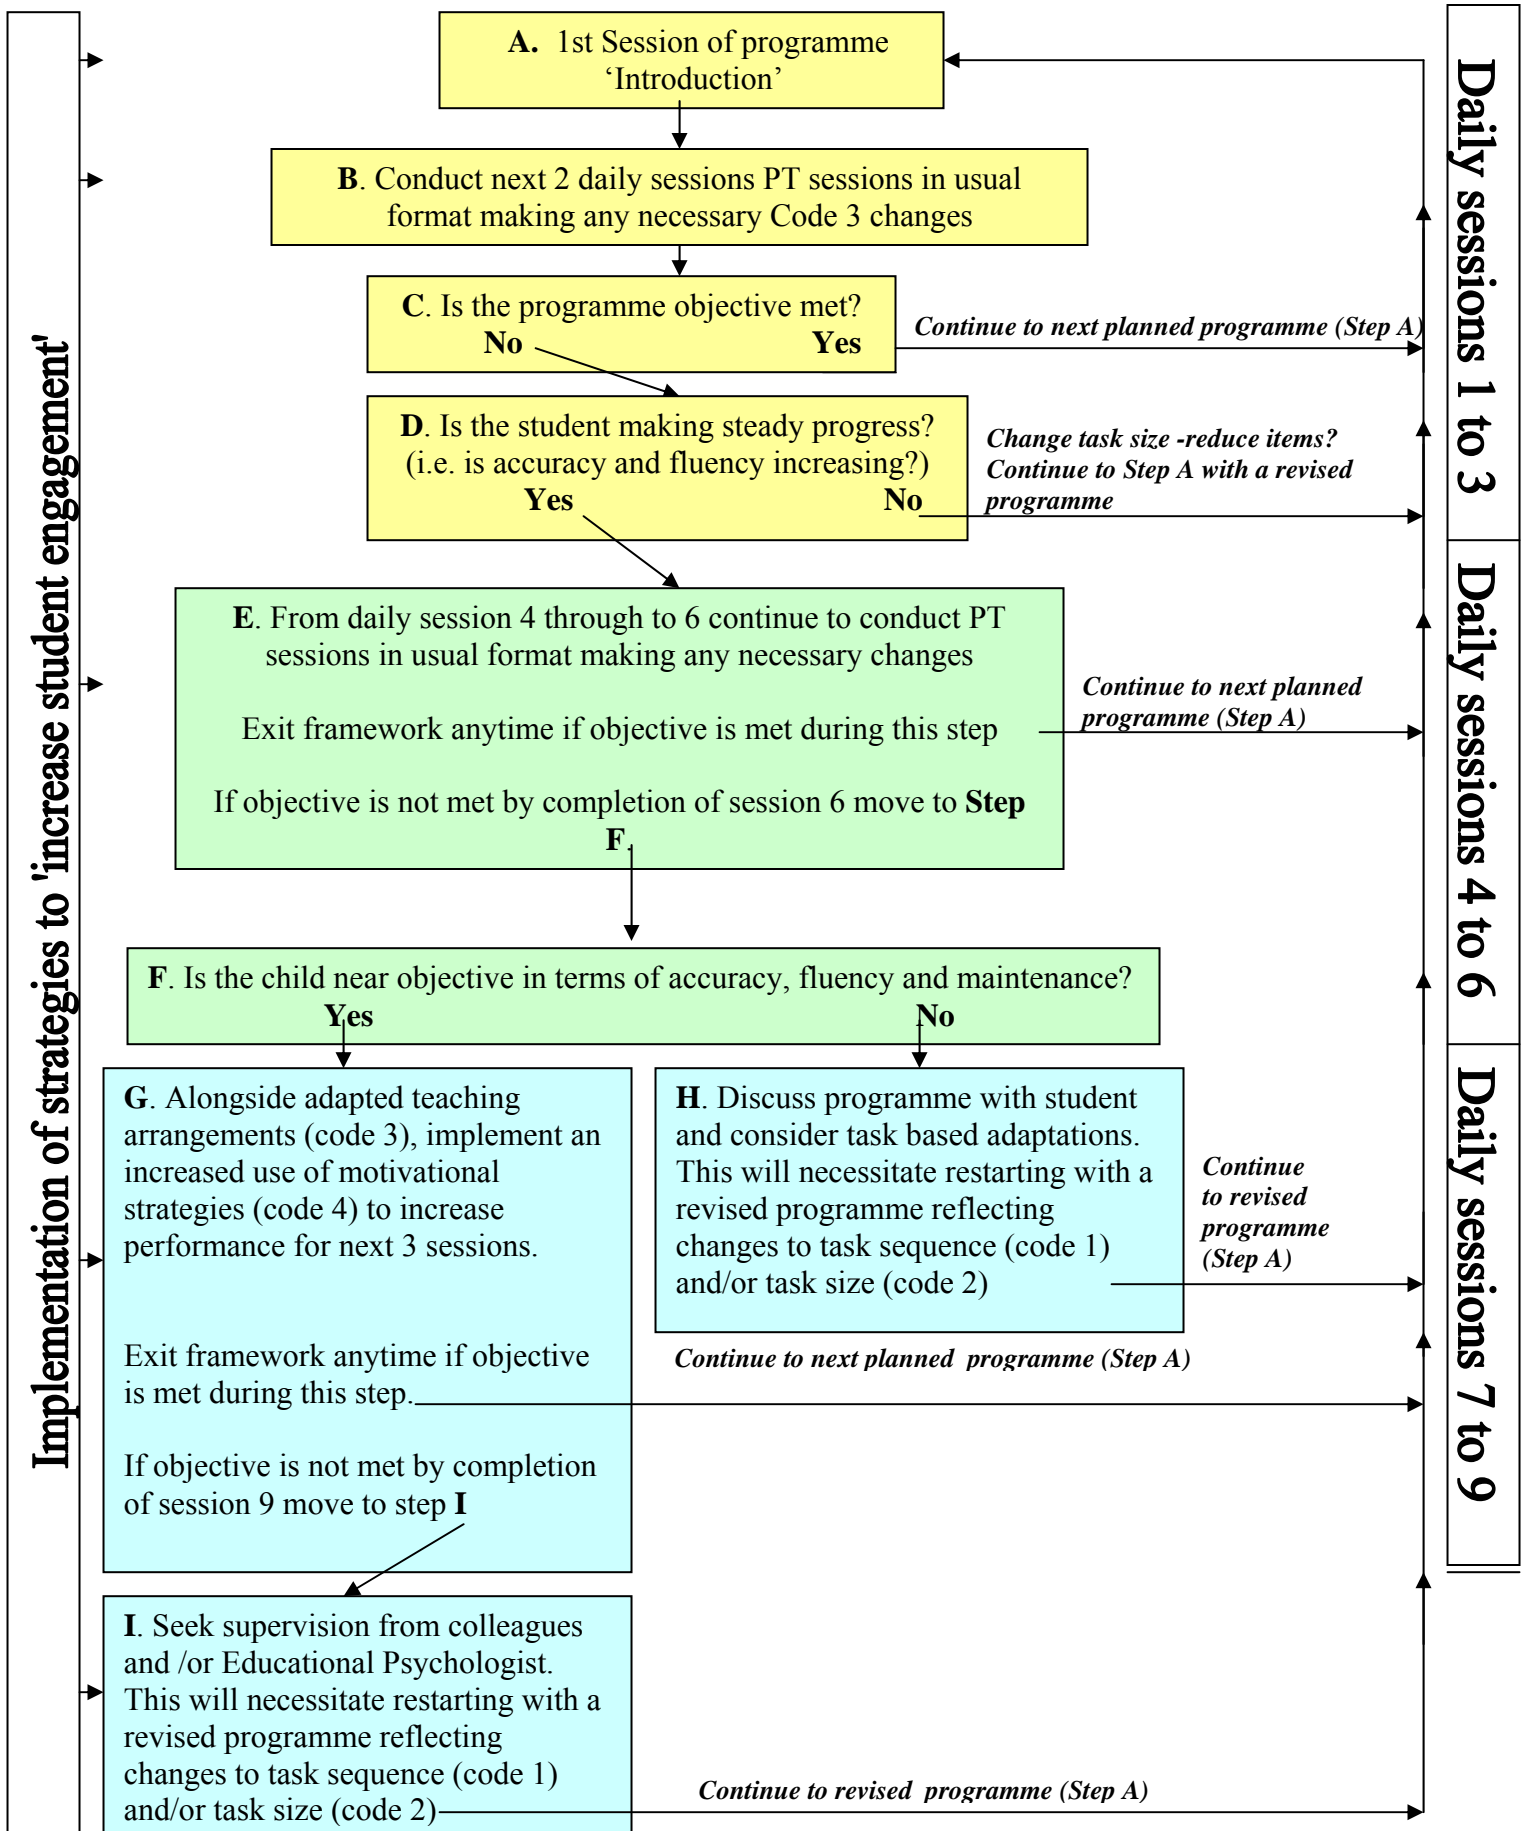 A. 1st Session of programme
‘Introduction’
B. Conduct next 2 daily sessions PT sessions in usual
format making any necessary Code 3 changes
C. Is the programme objective met?
No Yes
Continue to next planned programme (Step A)
D. Is the student making steady progress?
(i.e. is accuracy and fluency increasing?)
Yes No
Change task size -reduce items?
Continue to Step A with a revised
programme
E. From daily session 4 through to 6 continue to conduct PT
sessions in usual format making any necessary changes
Exit framework anytime if objective is met during this step
If objective is not met by completion of session 6 move to Step
F.
Continue to next planned
programme (Step A)
F. Is the child near objective in terms of accuracy, fluency and maintenance?
Yes No
G. Alongside adapted teaching
arrangements (code 3), implement an
increased use of motivational
strategies (code 4) to increase
performance for next 3 sessions.
Exit framework anytime if objective
is met during this step.
If objective is not met by completion
of session 9 move to step I
H. Discuss programme with student
and consider task based adaptations.
This will necessitate restarting with a
revised programme reflecting
changes to task sequence (code 1)
and/or task size (code 2)
Continue
to revised
programme
(Step A)
Continue to next planned programme (Step A)
I. Seek supervision from colleagues
and /or Educational Psychologist.
This will necessitate restarting with a
revised programme reflecting
changes to task sequence (code 1)
and/or task size (code 2)
Continue to revised programme (Step A)
Implementation of strategies to 'increase student engagement'
Daily sessions 1 to 3
Daily sessions 4 to 6
Daily sessions 7 to 9